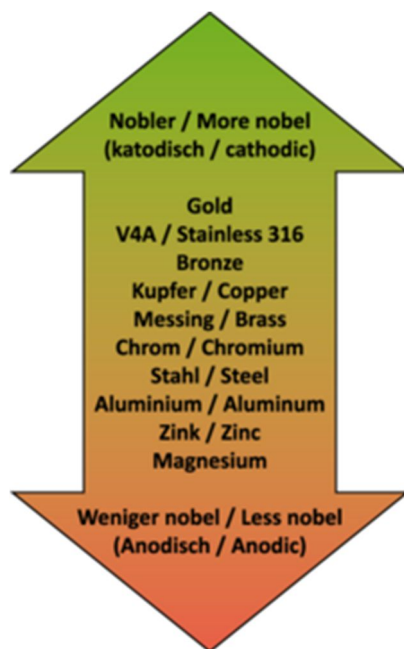 Nobler / More nobel
(katodisch / cathodic)
Gold
V4A / Stainless 316
Bronze
Kupfer / Copper
Messing / Brass
Chrom / Chromium
Stahl / Steel
Aluminium / Aluminum
Zink / Zinc
Magnesium
Weniger nobel / Less nobel
(Anodisch / Anodic)